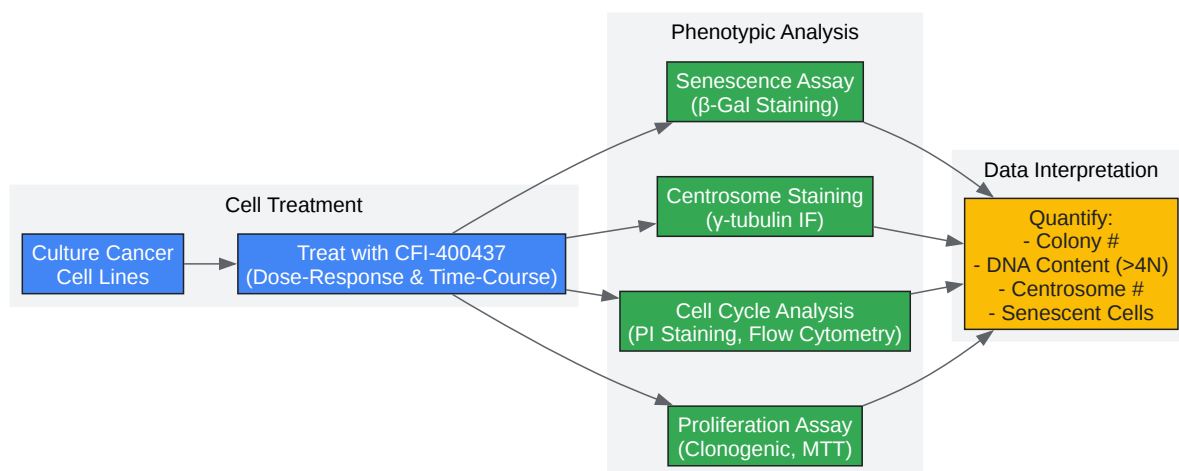 Phenotypic Analysis
Senescence Assay
(β-Gal Staining)
Data Interpretation
Centrosome Staining
(γ-tubulin IF)
Cell Treatment
Quantify:
- Colony #
- DNA Content (>4N)
- Centrosome #
- Senescent Cells
Culture Cancer
Cell Lines
Treat with CFI-400437
(Dose-Response & Time-Course)
Cell Cycle Analysis
(PI Staining, Flow Cytometry)
Proliferation Assay
(Clonogenic, MTT)